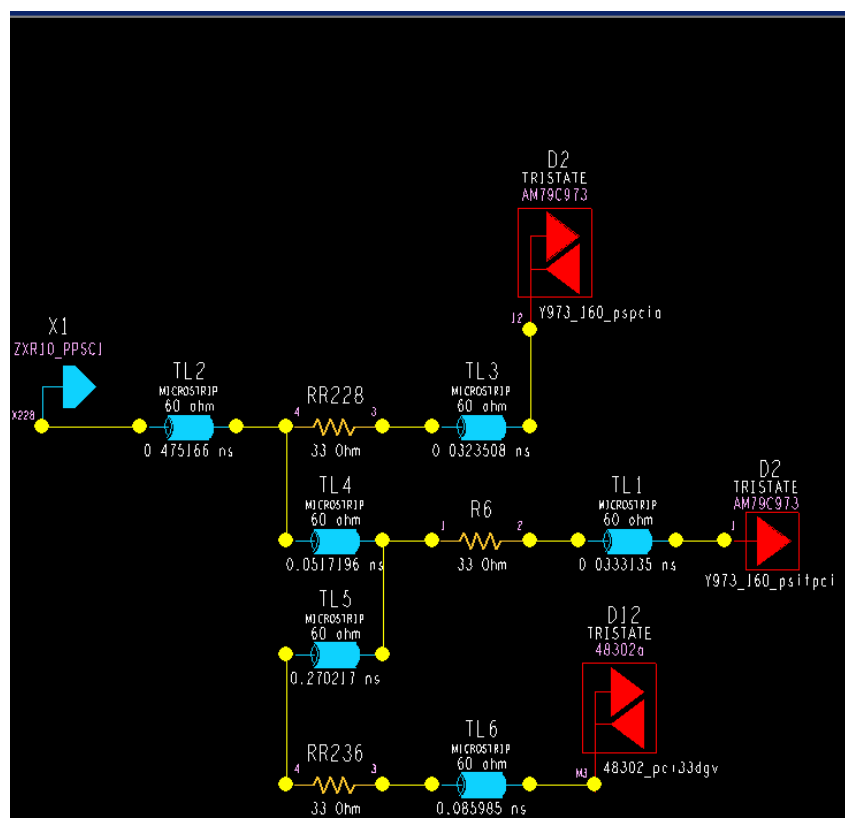 D2
TRISTATE
AM79C973
J2
Y973_160_pspcia
X1
ZXR10_PPSCI
X228
TL2
MICROSTRIP
60 ohm
0 475166 ns
RR228
4 3
33 Ohm
TL3
MICROSTRIP
60 ohm
0 0323508 ns
TL4
MICROSTRIP
60 ohm
0.0517196 ns
R6
1 2
33 Ohm
TL1
MICROSTRIP
60 ohm
0 0333135 ns
D2
TRISTATE
AM79C973
Y973_160_psitpci
TL5
MICROSTRIP
60 ohm
0.270217 ns
D12
TRISTATE
48302a
M3
48302_pci33dgv
RR236
4 3
33 Ohm
TL6
MICROSTRIP
60 ohm
0.085985 ns